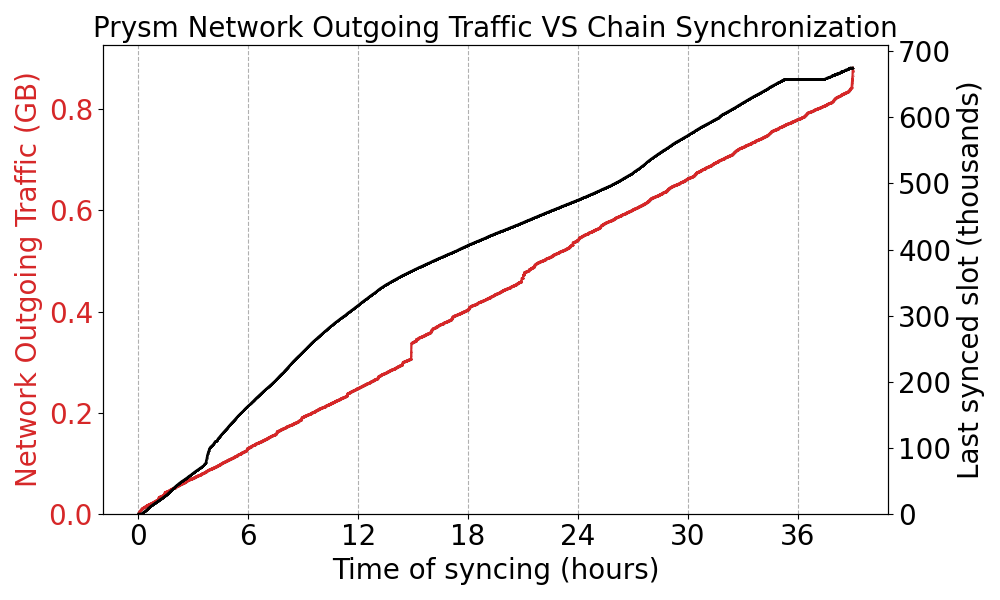 Prysm Network Outgoing Traffic VS Chain Synchronization
Network Outgoing Traffic (GB)
0.8
0.6
0.4
0.2
0.0
700
600
500
400
300
200
100
0
Last synced slot (thousands)
0 6 12 18 24 30 36
Time of syncing (hours)